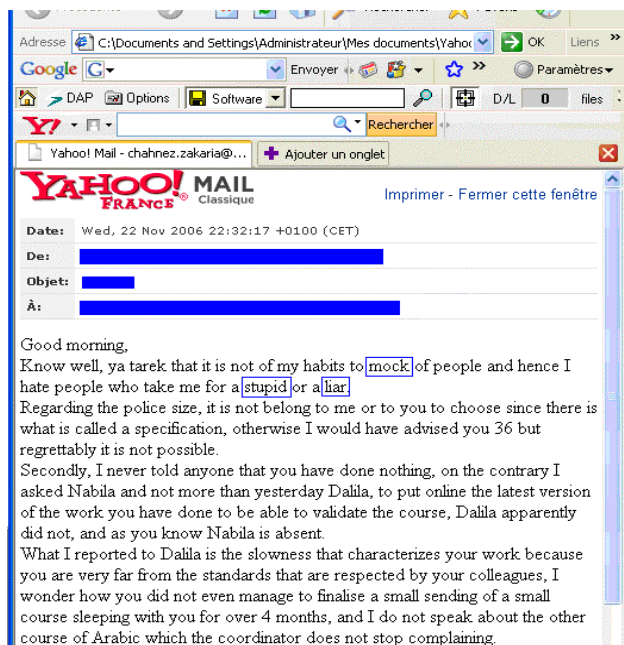 Adresse C:\Documents and Settings\Administrateur\Mes documents\Yahoo OK Liens »
Google G Envoyer » Paramètres
DAP Options Software D/L 0 files
Y! Rechercher
Yahoo! Mail - chahnez.zakaria@... Ajouter un onglet
YAHOO! MAIL
FRANCE Classique Imprimer - Fermer cette fenêtre
Date: Wed, 22 Nov 2006 22:32:17 +0100 (CET)
De:
Objet:
À:
Good morning,
Know well, ya tarek that it is not of my habits to mock of people and hence I
hate people who take me for a stupid or a liar.
Regarding the police size, it is not belong to me or to you to choose since there is
what is called a specification, otherwise I would have advised you 36 but
regrettably it is not possible.
Secondly, I never told anyone that you have done nothing, on the contrary I
asked Nabila and not more than yesterday Dalila, to put online the latest version
of the work you have done to be able to validate the course, Dalila apparently
did not, and as you know Nabila is absent.
What I reported to Dalila is the slowness that characterizes your work because
you are very far from the standards that are respected by your colleagues, I
wonder how you did not even manage to finalise a small sending of a small
course sleeping with you for over 4 months, and I do not speak about the other
course of Arabic which the coordinator does not stop complaining.